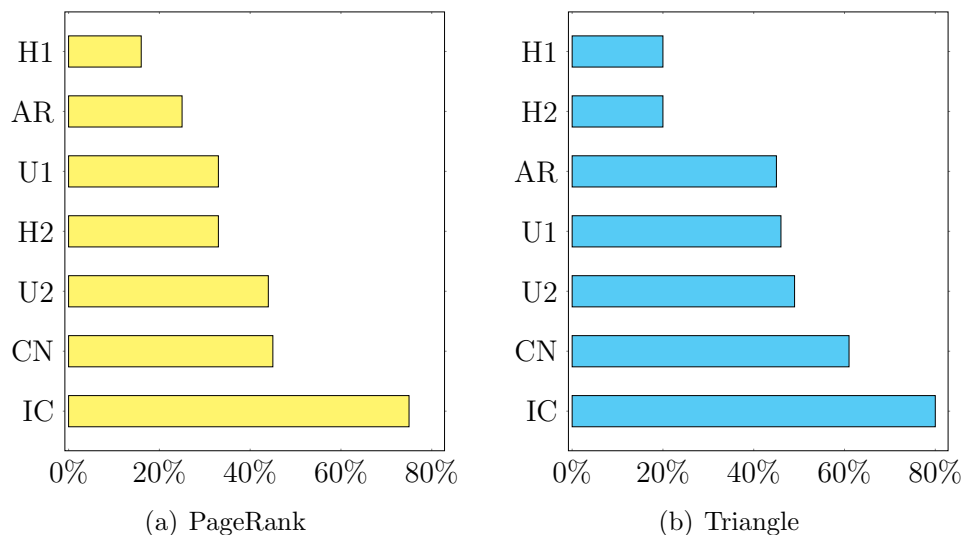 H1
AR
U1
H2
U2
CN
IC
0% 20% 40% 60% 80%
(a) PageRank
H1
H2
AR
U1
U2
CN
IC
0% 20% 40% 60% 80%
(b) Triangle